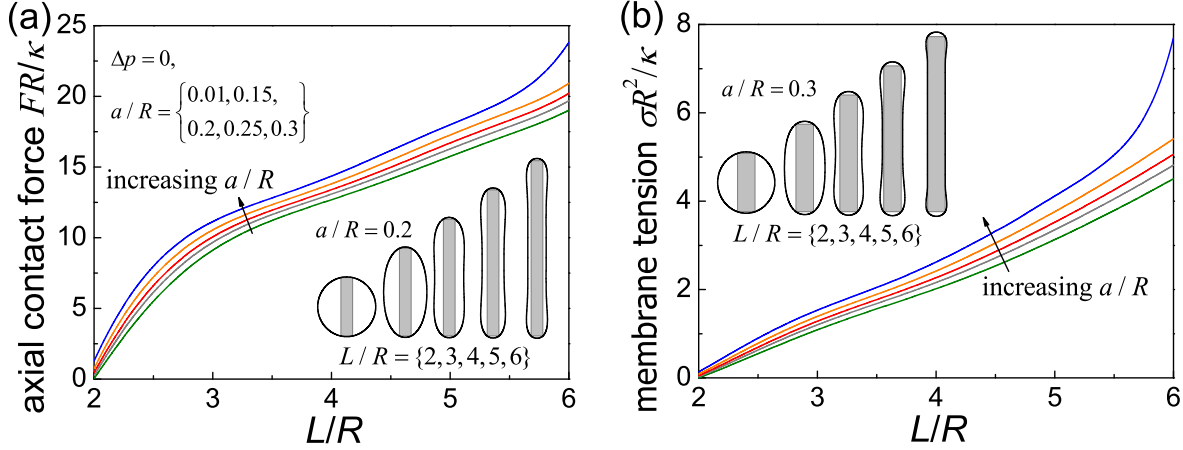 (a)
axial contact force FR/κ
25
20
15
10
5
0
Δp = 0,
a / R = {0.01, 0.15,
0.2, 0.25, 0.3}
increasing a / R
a / R = 0.2
L / R = {2, 3, 4, 5, 6}
2 3 4 5 6
L/R
(b)
membrane tension σR²/κ
8
6
4
2
0
a / R = 0.3
L / R = {2, 3, 4, 5, 6}
increasing a / R
2 3 4 5 6
L/R